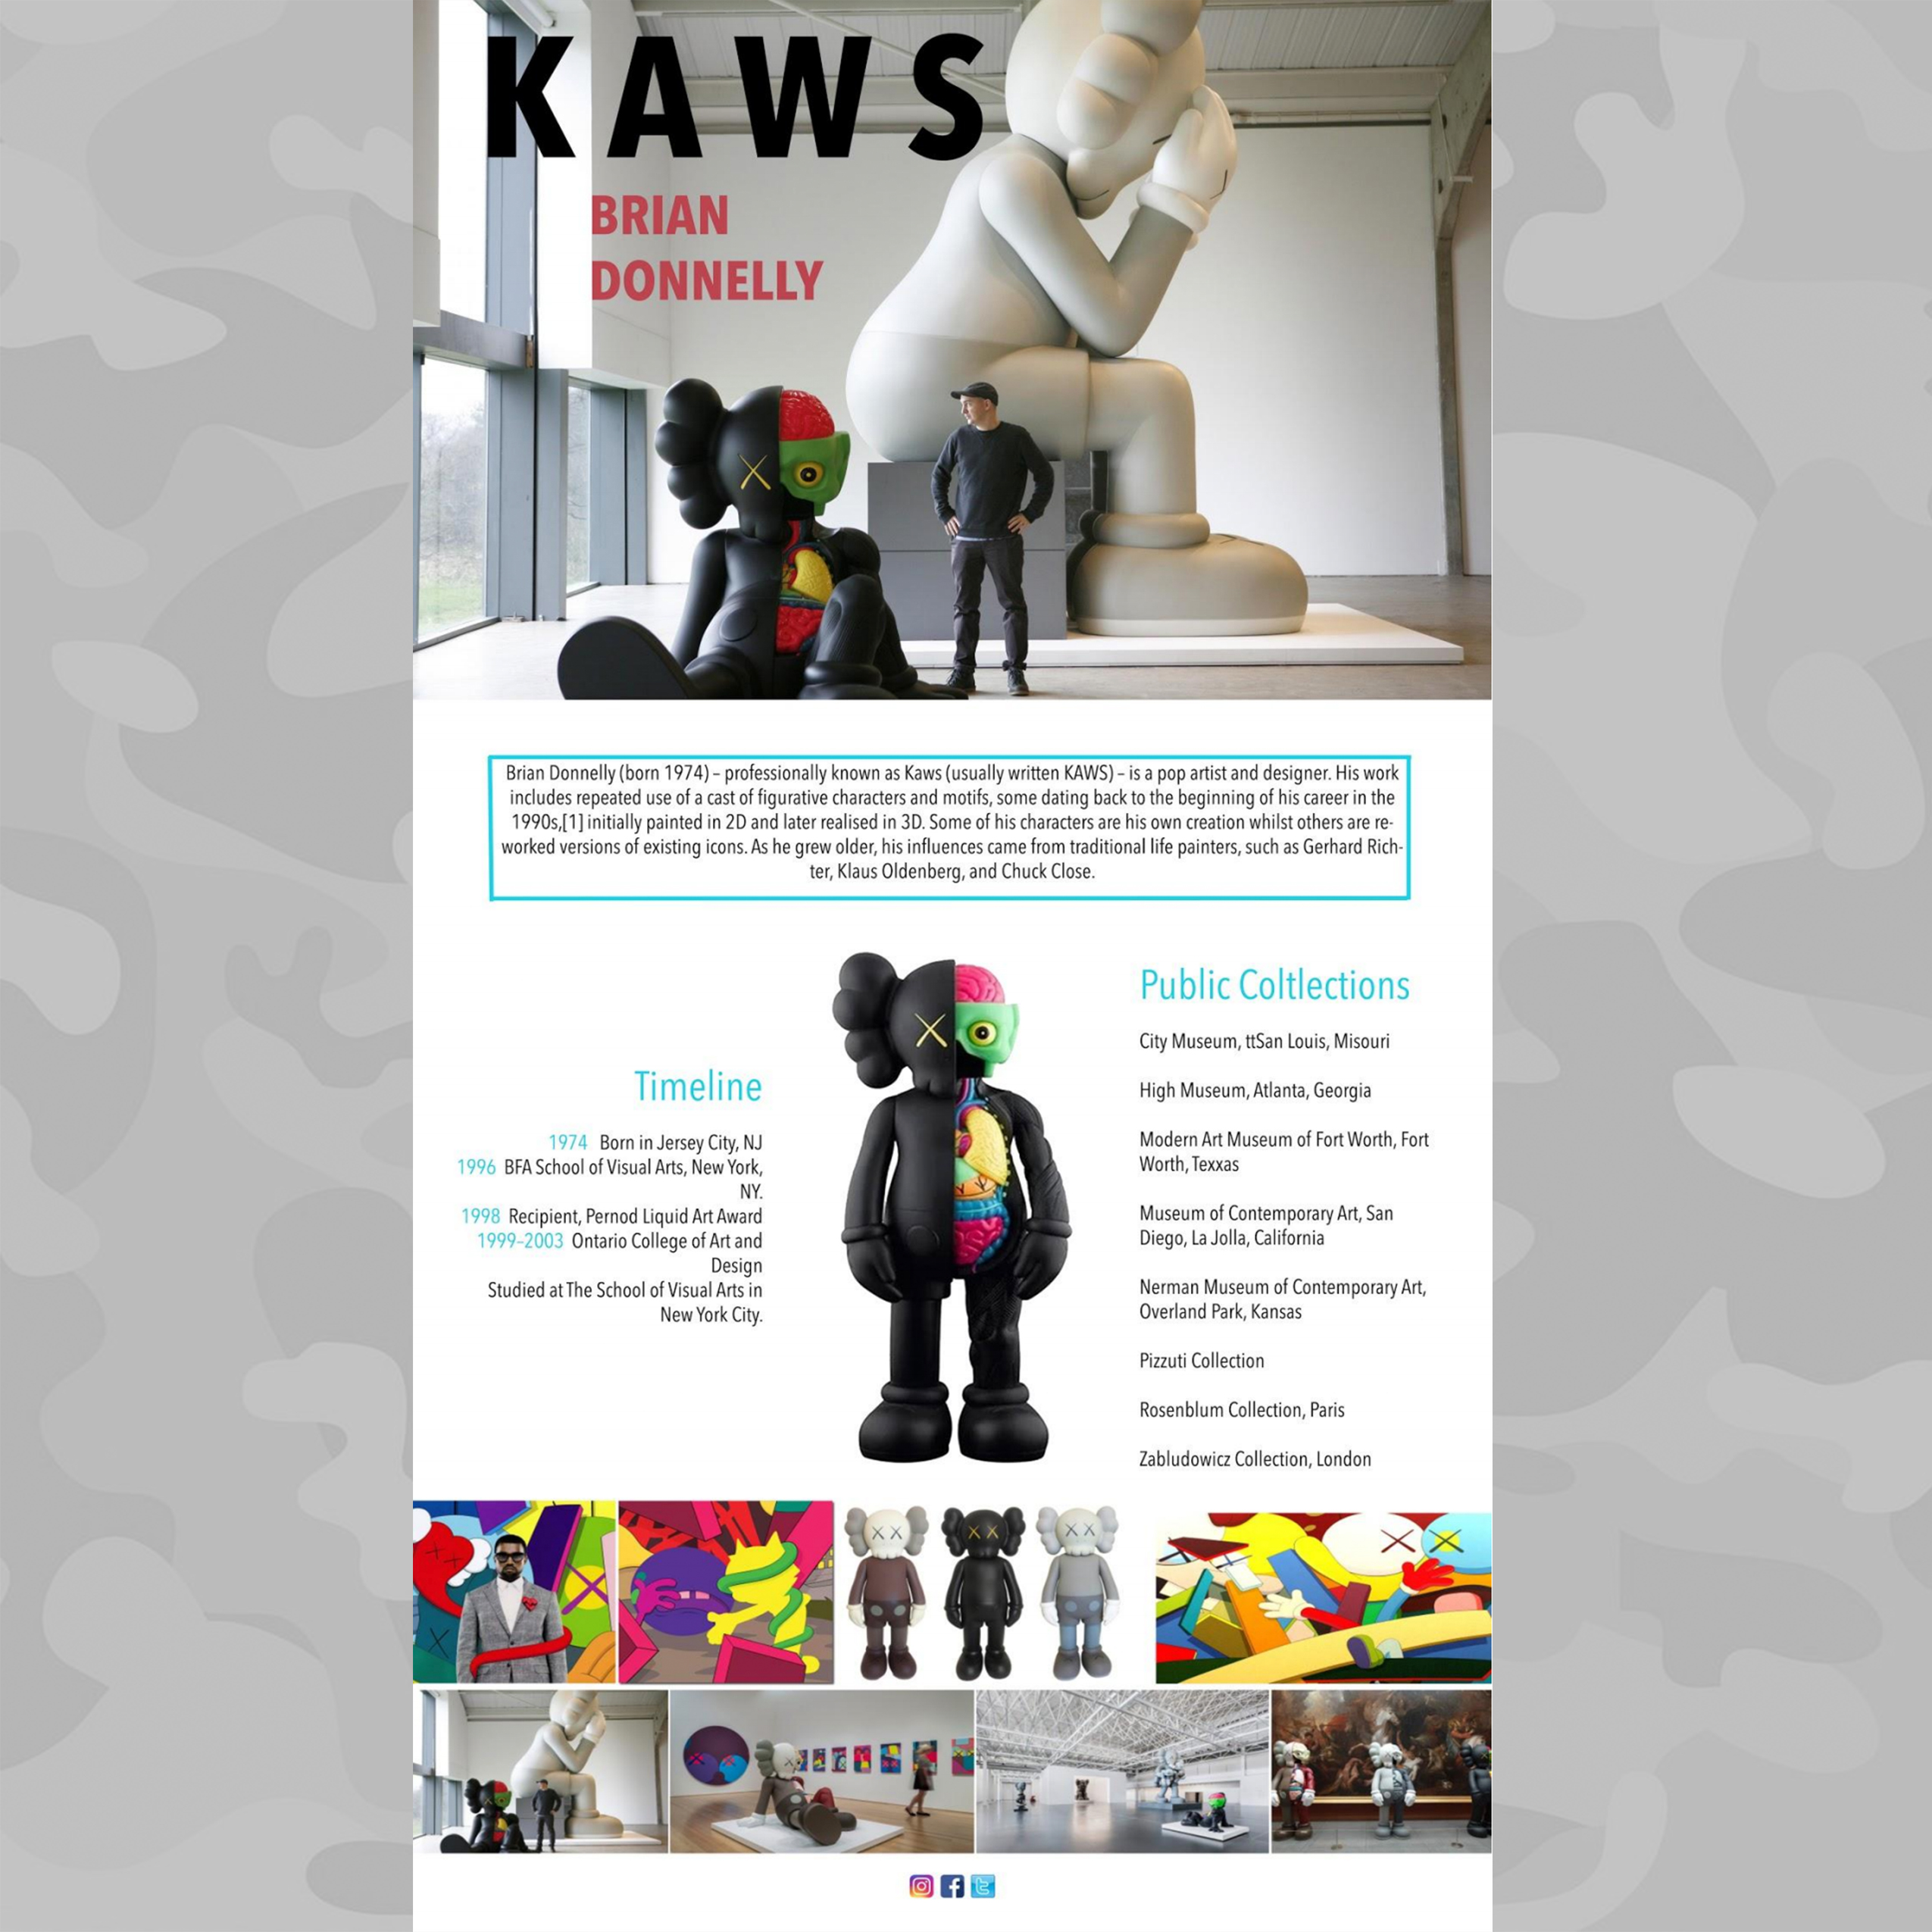 KAWS
BRIAN
DONNELLY
Brian Donnelly (born 1974) – professionally known as Kaws (usually written KAWS) – is a pop artist and designer. His work
includes repeated use of a cast of figurative characters and motifs, some dating back to the beginning of his career in the
1990s,[1] initially painted in 2D and later realised in 3D. Some of his characters are his own creation whilst others are re-
worked versions of existing icons. As he grew older, his influences came from traditional life painters, such as Gerhard Rich-
ter, Klaus Oldenberg, and Chuck Close.
Timeline
1974 Born in Jersey City, NJ
1996 BFA School of Visual Arts, New York,
NY.
1998 Recipient, Pernod Liquid Art Award
1999–2003 Ontario College of Art and
Design
Studied at The School of Visual Arts in
New York City.
Public Coltlections
City Museum, ttSan Louis, Misouri
High Museum, Atlanta, Georgia
Modern Art Museum of Fort Worth, Fort
Worth, Texxas
Museum of Contemporary Art, San
Diego, La Jolla, California
Nerman Museum of Contemporary Art,
Overland Park, Kansas
Pizzuti Collection
Rosenblum Collection, Paris
Zabludowicz Collection, London